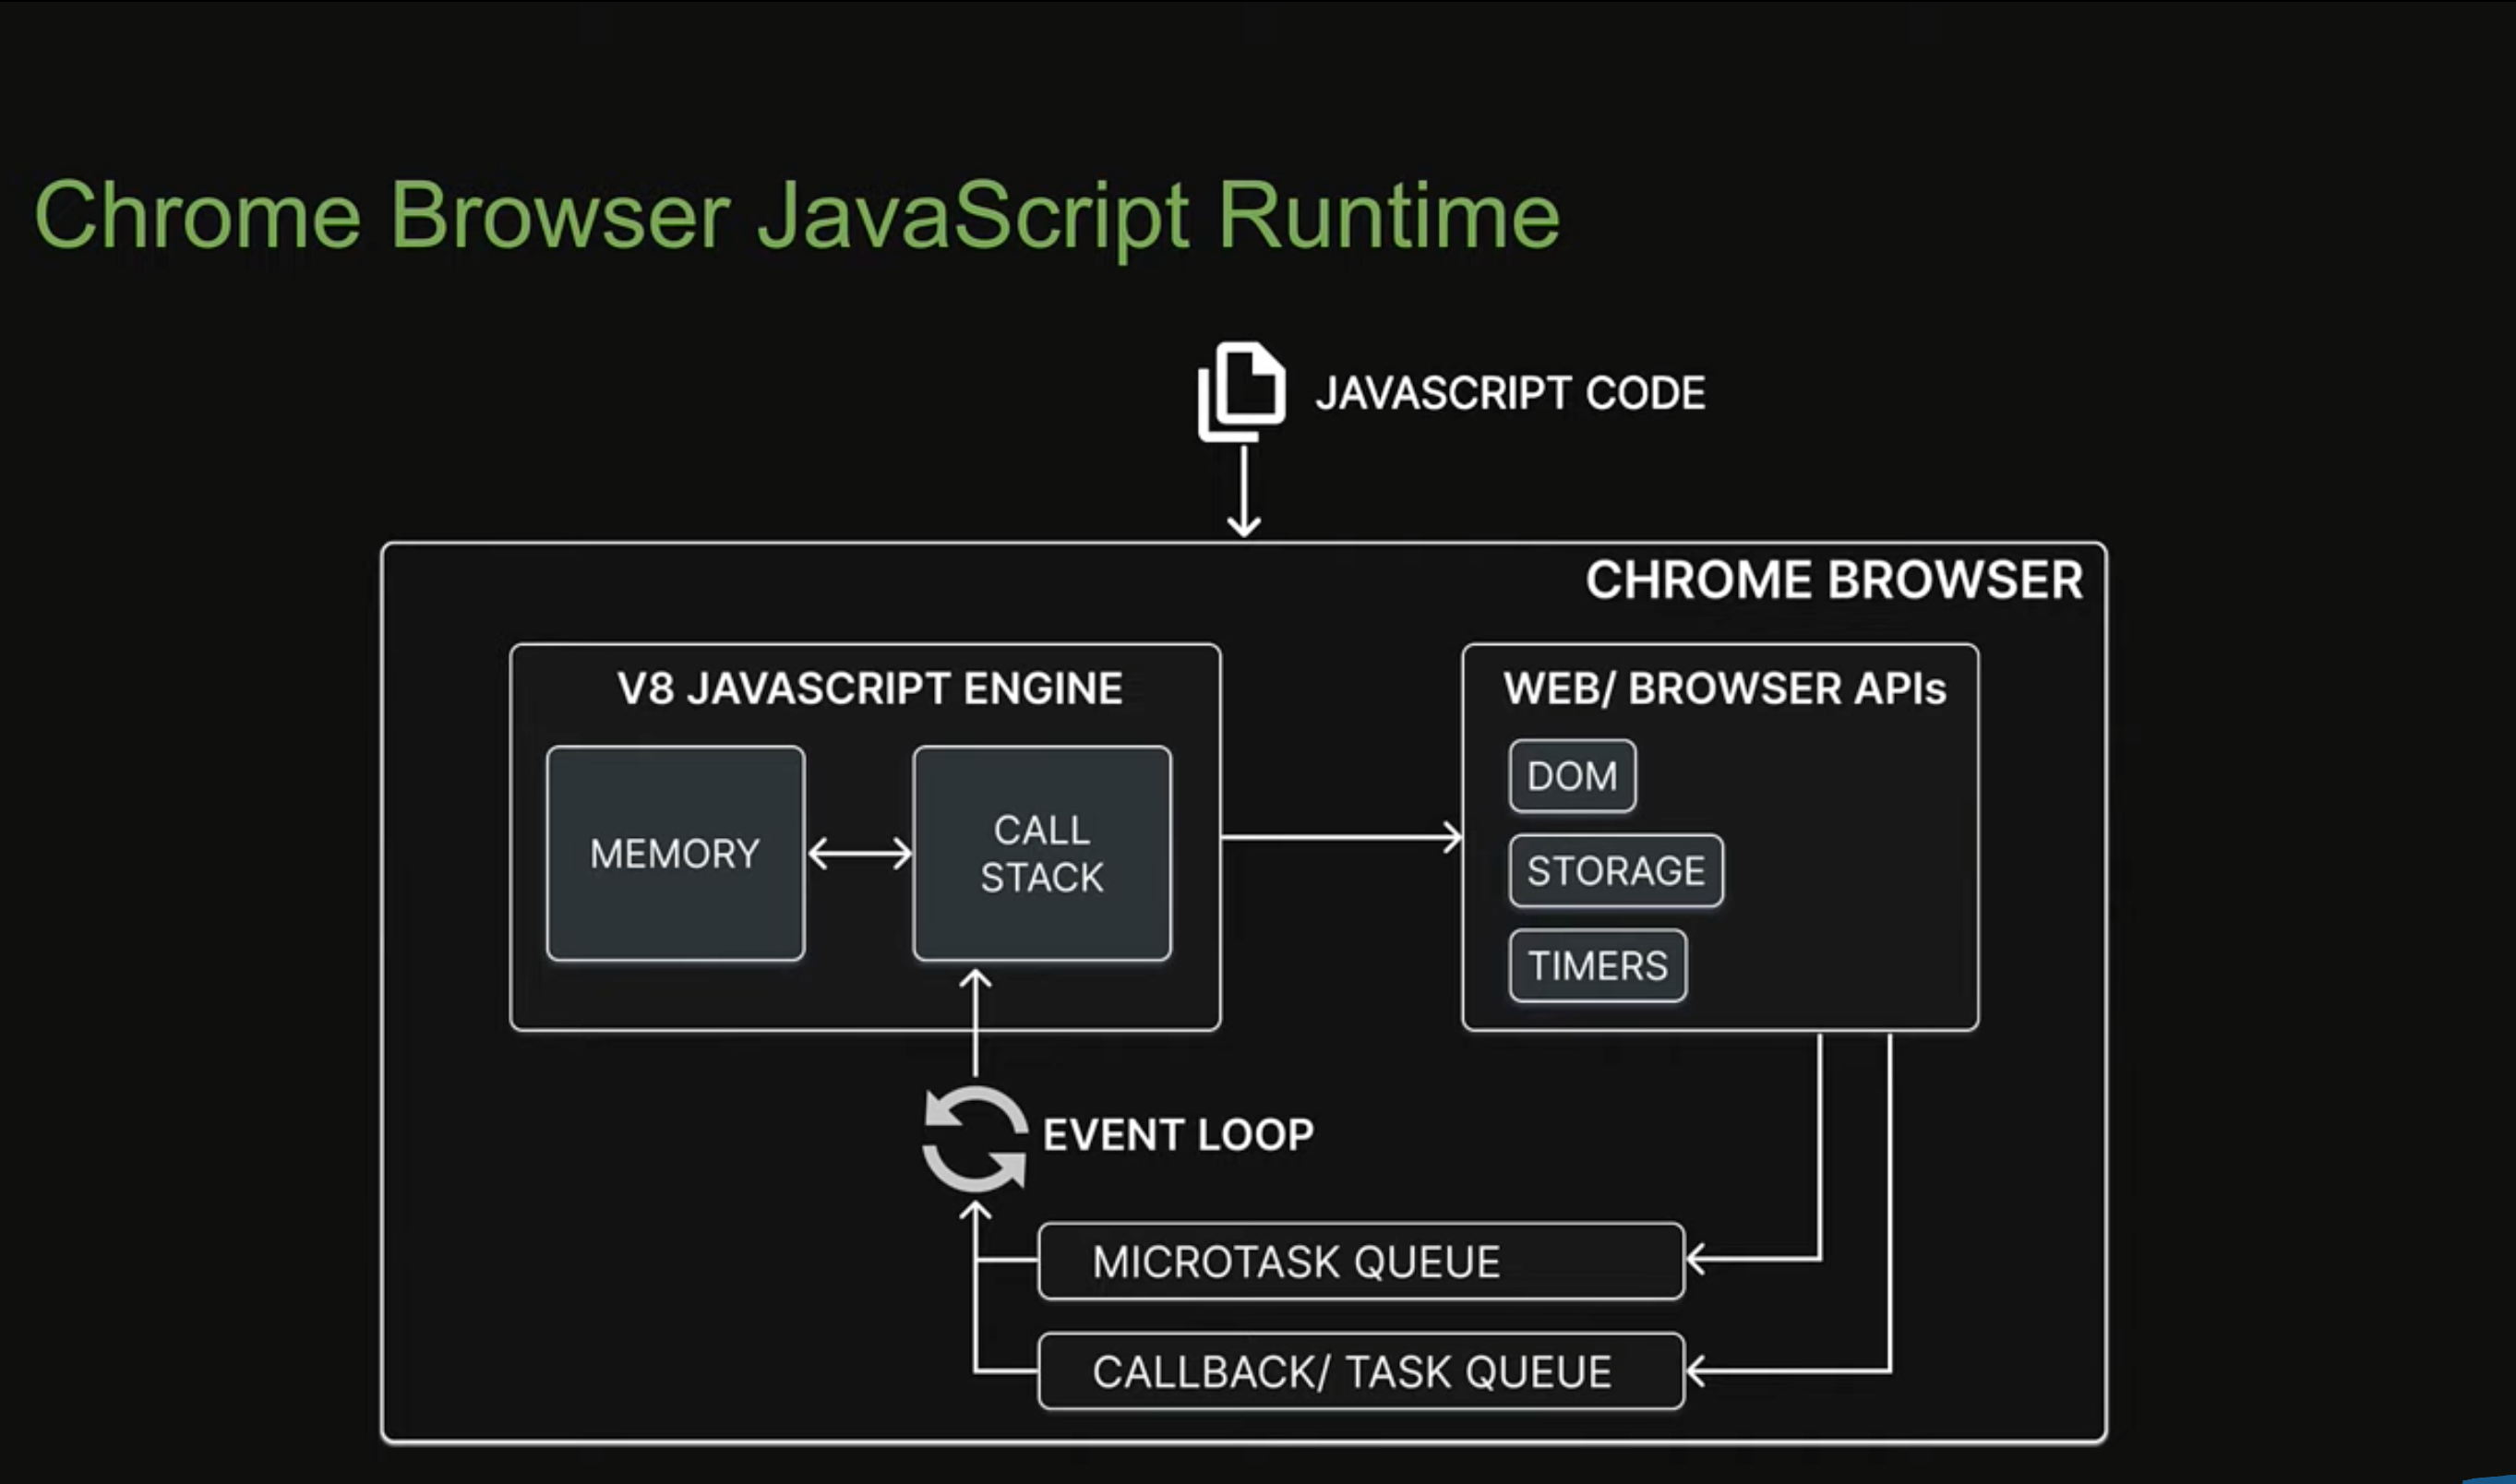 Chrome Browser JavaScript Runtime
JAVASCRIPT CODE
CHROME BROWSER
V8 JAVASCRIPT ENGINE
MEMORY
CALL
STACK
WEB/ BROWSER APIs
DOM
STORAGE
TIMERS
EVENT LOOP
MICROTASK QUEUE
CALLBACK/ TASK QUEUE